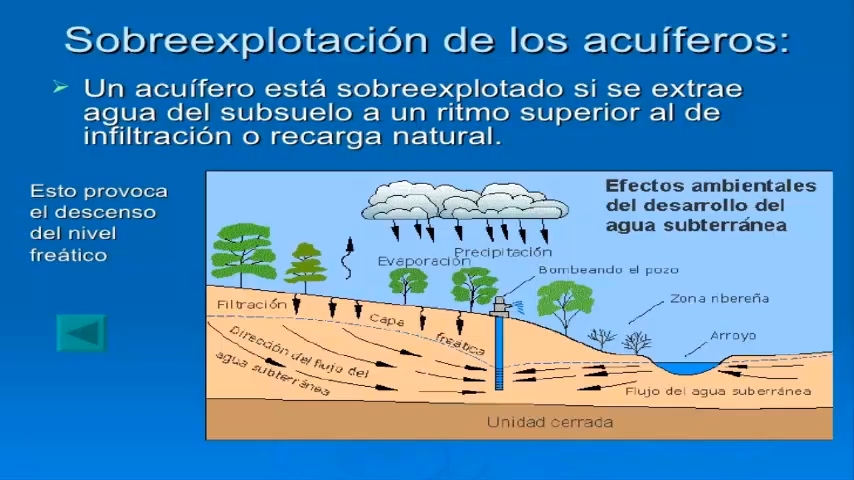 Sobreexplotación de los acuíferos:
Un acuífero está sobreexplotado si se extrae
agua del subsuelo a un ritmo superior al de
infiltración o recarga natural.
Esto provoca
el descenso
del nivel
freático
Efectos ambientales
del desarrollo del
agua subterránea
Precipitación
Evaporación
Bombeando el pozo
Zona ribereña
Filtración
Capa freática
Arroyo
Dirección del flujo del
agua subterránea
Flujo del agua suberránea
Unidad cerrada